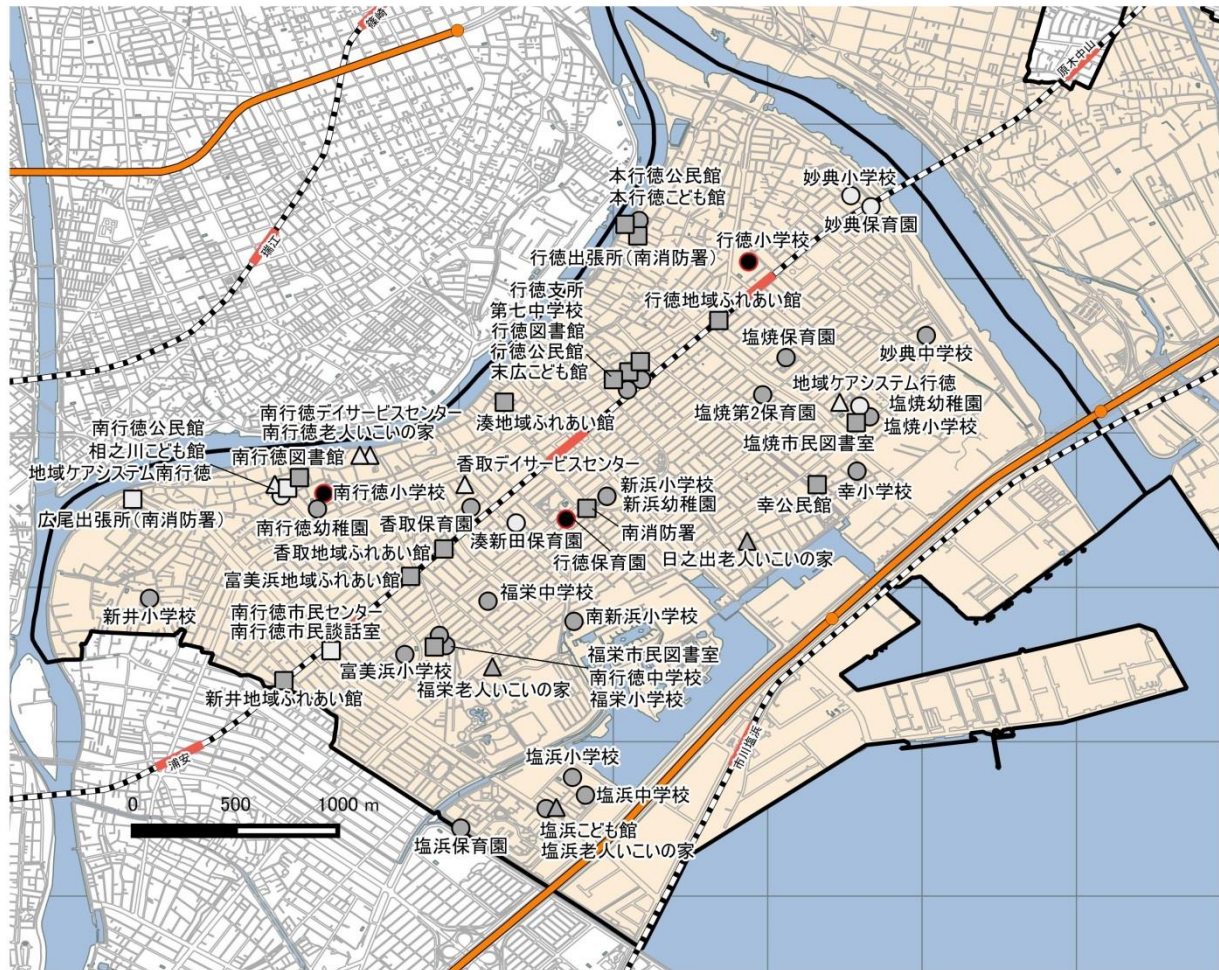 篠崎
原木中山
本行徳公民館
本行徳こども館
妙典小学校
妙典保育園
行徳小学校
瑞江
行徳出張所(南消防署)
行徳支所
第七中学校
行徳図書館
行徳公民館
末広こども館
行徳地域ふれあい館
塩焼保育園
妙典中学校
南行徳デイサービスセンター
南行徳老人いこいの家
湊地域ふれあい館
塩焼第2保育園
地域ケアシステム行徳
塩焼幼稚園
塩焼小学校
塩焼市民図書室
南行徳公民館
相之川こども館
地域ケアシステム南行徳
南行徳図書館
香取デイサービスセンター
南行徳小学校
新浜小学校
新浜幼稚園
幸公民館
幸小学校
広尾出張所(南消防署)
南行徳幼稚園
香取保育園
湊新田保育園
南消防署
行徳保育園
日之出老人いこいの家
香取地域ふれあい館
富美浜地域ふれあい館
福栄中学校
新井小学校
南行徳市民センター
南行徳市民談話室
南新浜小学校
富美浜小学校
福栄老人いこいの家
福栄市民図書室
南行徳中学校
福栄小学校
新井地域ふれあい館
浦安
市川塩浜
塩浜小学校
塩浜中学校
0 500 1000 m
塩浜こども館
塩浜老人いこいの家
塩浜保育園